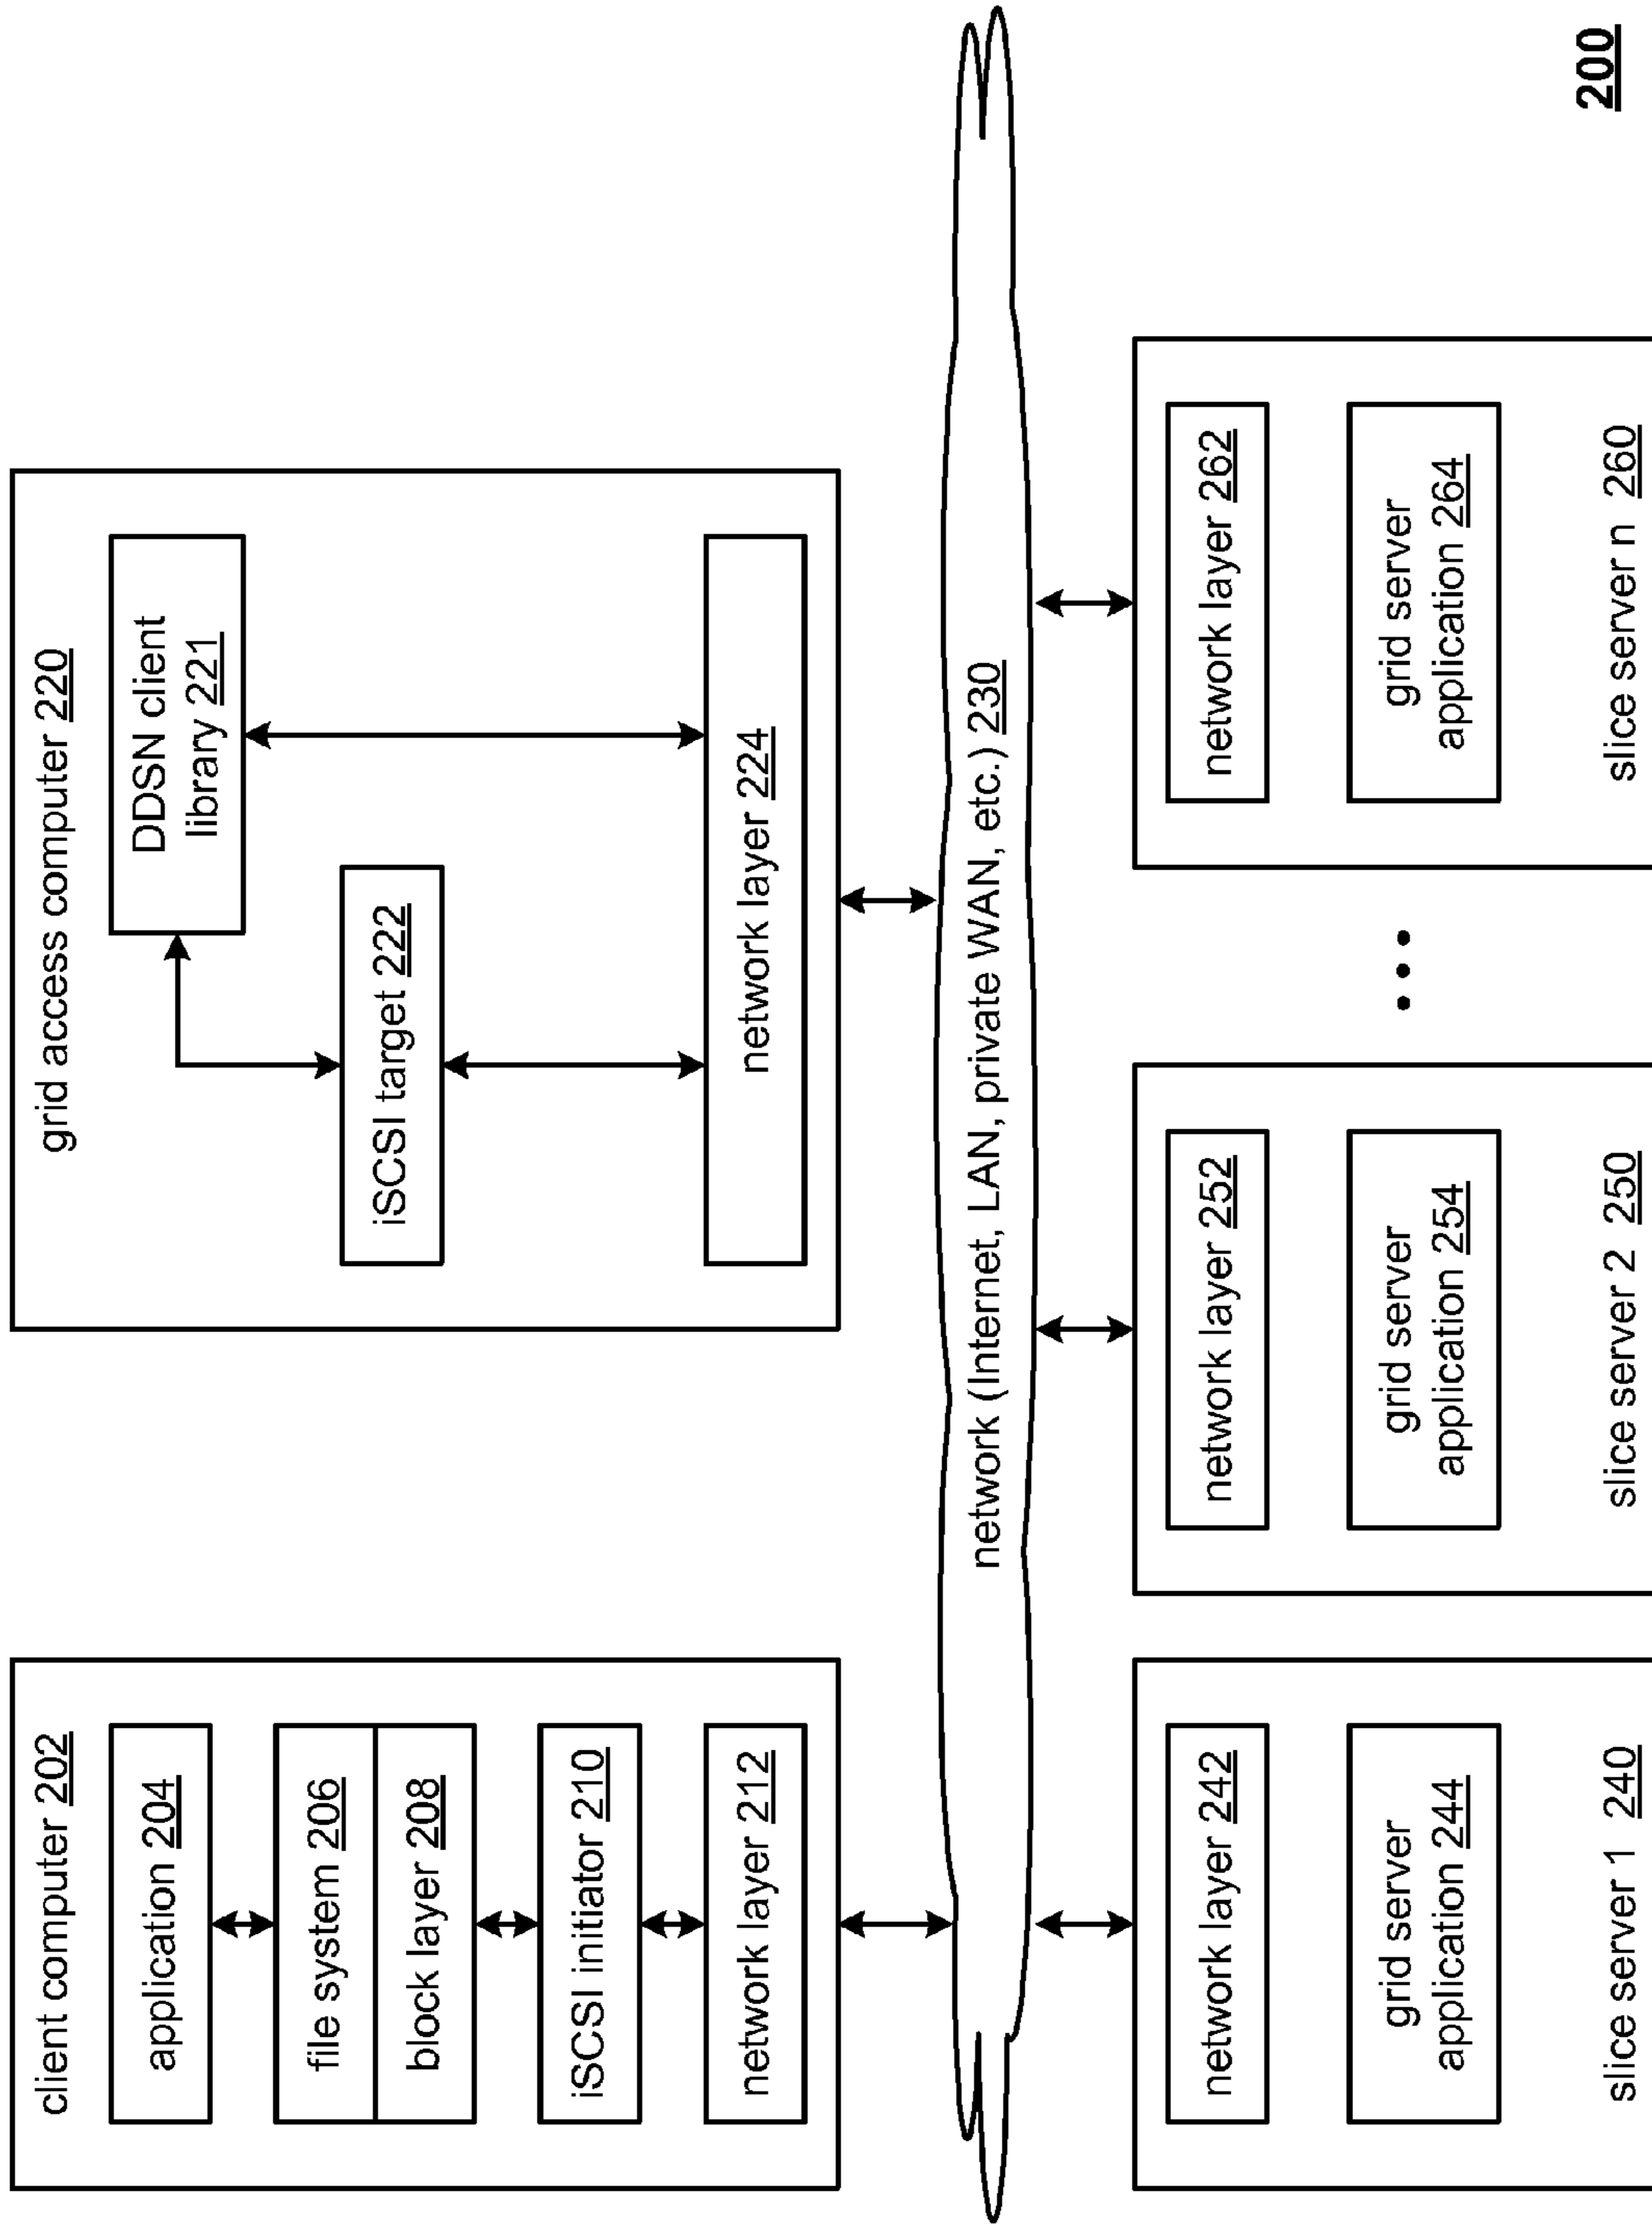 client computer 202
application 204
file system 206
block layer 208
iSCSI initiator 210
network layer 212
grid access computer 220
DDSN client
library 221
iSCSI target 222
network layer 224
network (Internet, LAN, private WAN, etc.) 230
network layer 242
grid server
application 244
slice server 1 240
network layer 252
grid server
application 254
slice server 2 250
• • •
network layer 262
grid server
application 264
slice server n 260
200